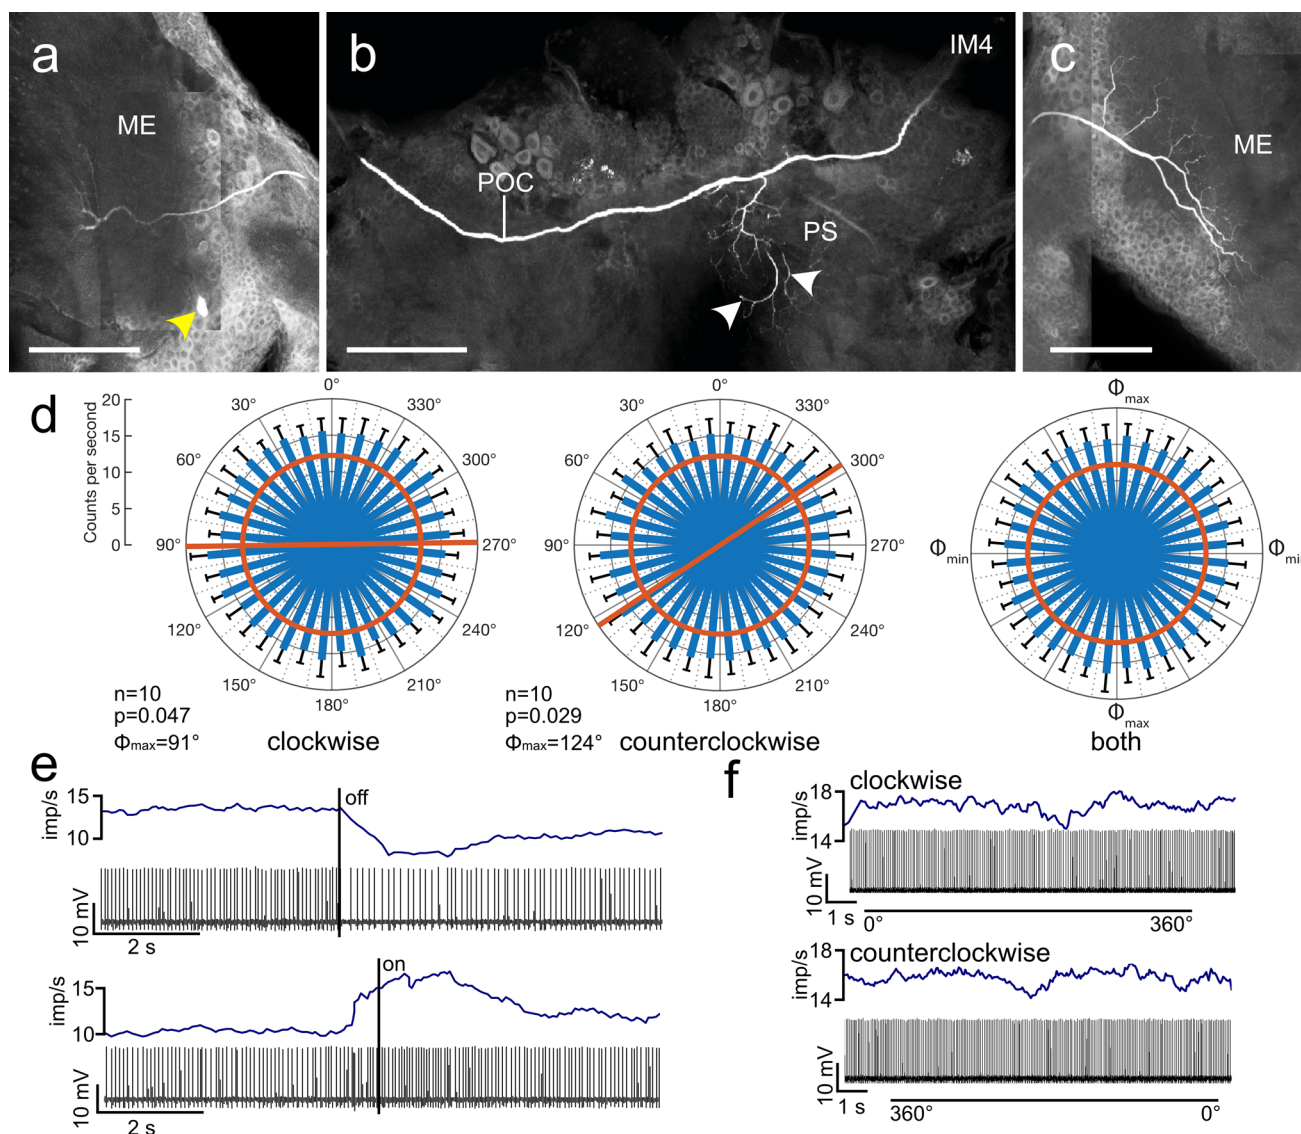 a
ME
b
POC
PS
IM4
c
ME
d
Counts per second
20
15
10
5
0
0°
30°
330°
60°
300°
90°
270°
120°
240°
150°
210°
180°
n=10
p=0.047
Φmax=91°
clockwise
0°
30°
330°
60°
300°
90°
270°
120°
240°
150°
210°
180°
n=10
p=0.029
Φmax=124°
counterclockwise
Φmax
Φmin
Φmin
Φmax
both
e
imp/s
15
10
off
10 mV
2 s
imp/s
15
10
on
10 mV
2 s
f
clockwise
imp/s
18
14
10 mV
1 s
0°
360°
counterclockwise
imp/s
18
14
10 mV
1 s
360°
0°